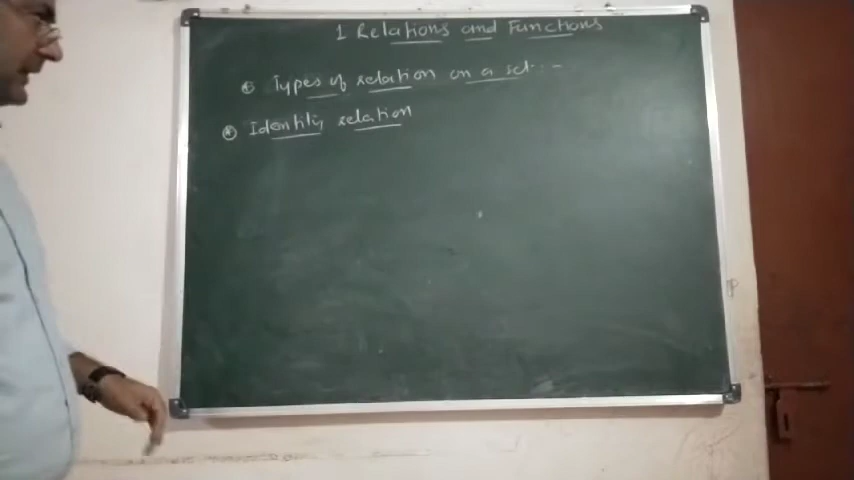 1 Relations and Functions
Types of relation on a set . . -
Identity relation